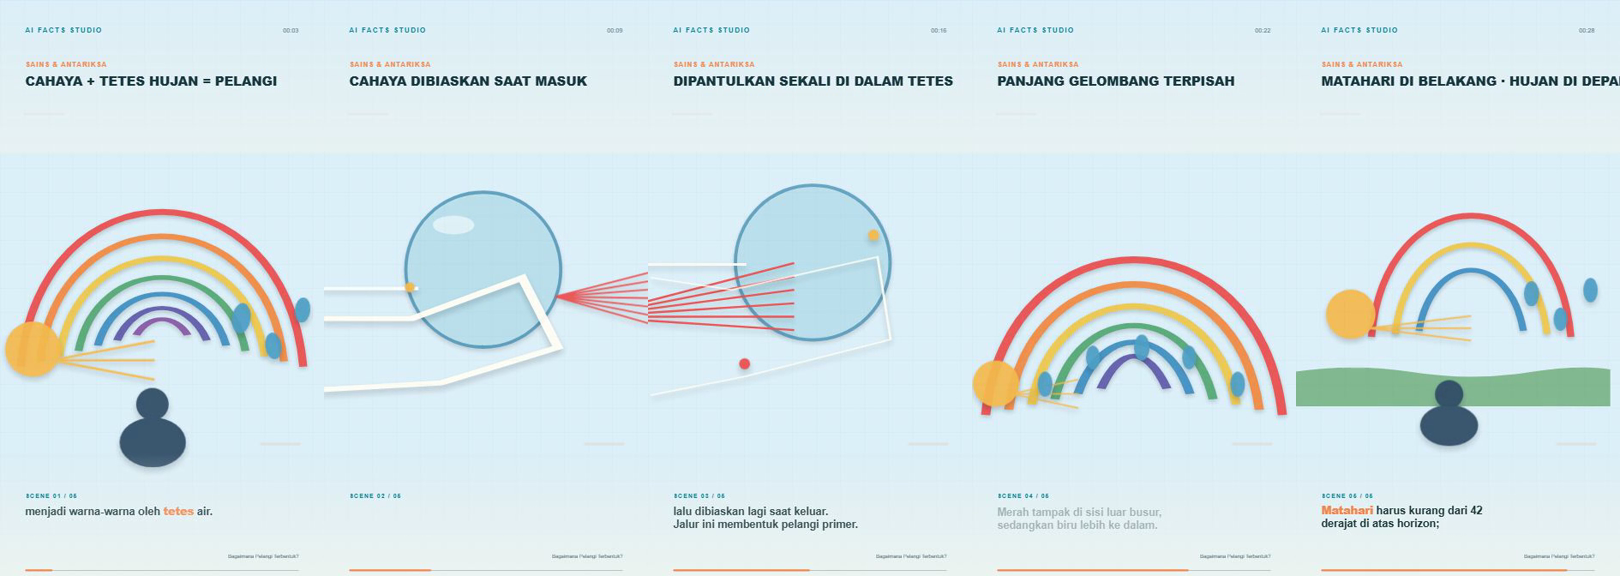 AI FACTS STUDIO
00:03
SAINS & ANTARIKSA
CAHAYA + TETES HUJAN = PELANGI
SCENE 01 / 06
menjadi warna-warna oleh tetes air.
Bagaimana Pelangi Terbentuk?
AI FACTS STUDIO
00:09
SAINS & ANTARIKSA
CAHAYA DIBIASKAN SAAT MASUK
SCENE 02 / 06
Bagaimana Pelangi Terbentuk?
AI FACTS STUDIO
00:16
SAINS & ANTARIKSA
DIPANTULKAN SEKALI DI DALAM TETES
SCENE 03 / 06
lalu dibiaskan lagi saat keluar.
Jalur ini membentuk pelangi primer.
Bagaimana Pelangi Terbentuk?
AI FACTS STUDIO
00:22
SAINS & ANTARIKSA
PANJANG GELOMBANG TERPISAH
SCENE 04 / 06
Merah tampak di sisi luar busur,
sedangkan biru lebih ke dalam.
Bagaimana Pelangi Terbentuk?
AI FACTS STUDIO
00:28
SAINS & ANTARIKSA
MATAHARI DI BELAKANG · HUJAN DI DEPA
SCENE 05 / 06
Matahari harus kurang dari 42
derajat di atas horizon;
Bagaimana Pelangi Terbentuk?